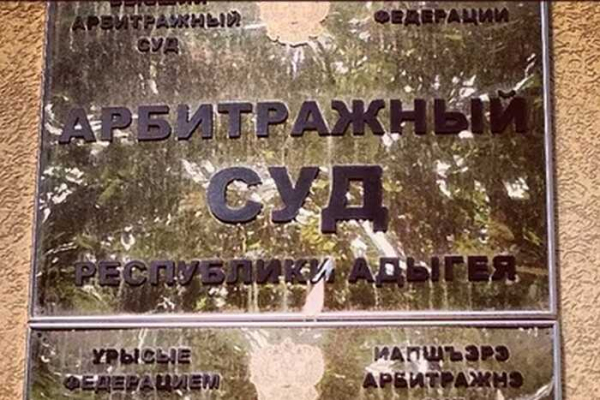 АРБИТРАЖНЫЙ
СУД
ФЕДЕРАЦИИ
АРБИТРАЖНЫЙ
СУД
РЕСПУБЛИКИ АДЫГЕЯ
УРЫСЫЕ
ФЕДЕРАЦИЕМ
ИАПШЪЭРЭ
АРБИТРАЖНЭ